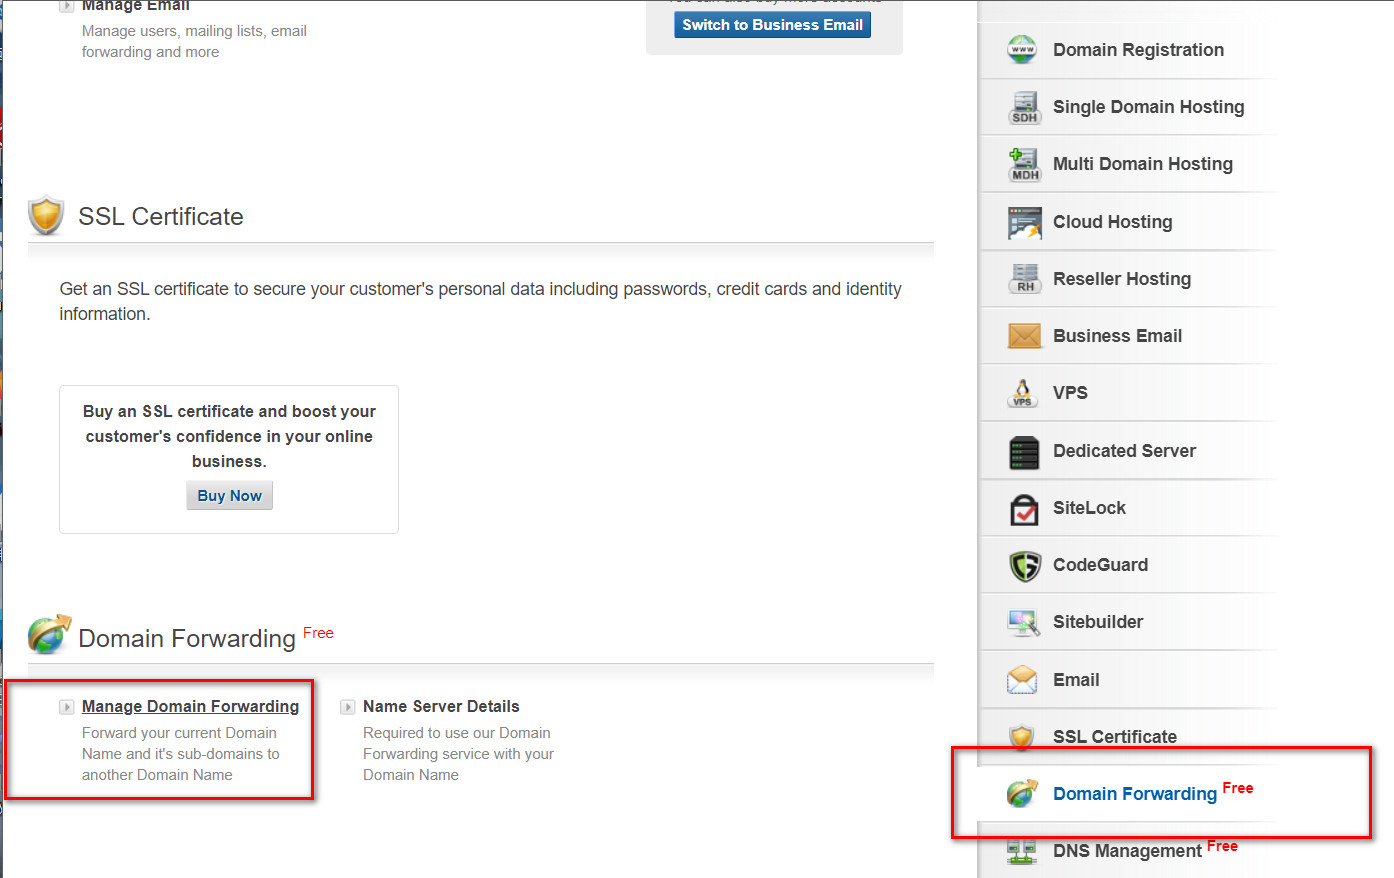 Manage Email
Manage users, mailing lists, email
forwarding and more
You can also buy more accounts
Switch to Business Email
SSL Certificate
Get an SSL certificate to secure your customer's personal data including passwords, credit cards and identity
information.
Buy an SSL certificate and boost your
customer's confidence in your online
business.
Buy Now
Domain Forwarding Free
Manage Domain Forwarding
Forward your current Domain
Name and it's sub-domains to
another Domain Name
Name Server Details
Required to use our Domain
Forwarding service with your
Domain Name
www
Domain Registration
SDH
Single Domain Hosting
MDH
Multi Domain Hosting
Cloud Hosting
RH
Reseller Hosting
Business Email
VPS
VPS
Dedicated Server
SiteLock
CodeGuard
Sitebuilder
Email
SSL Certificate
Domain Forwarding Free
DNS Management Free